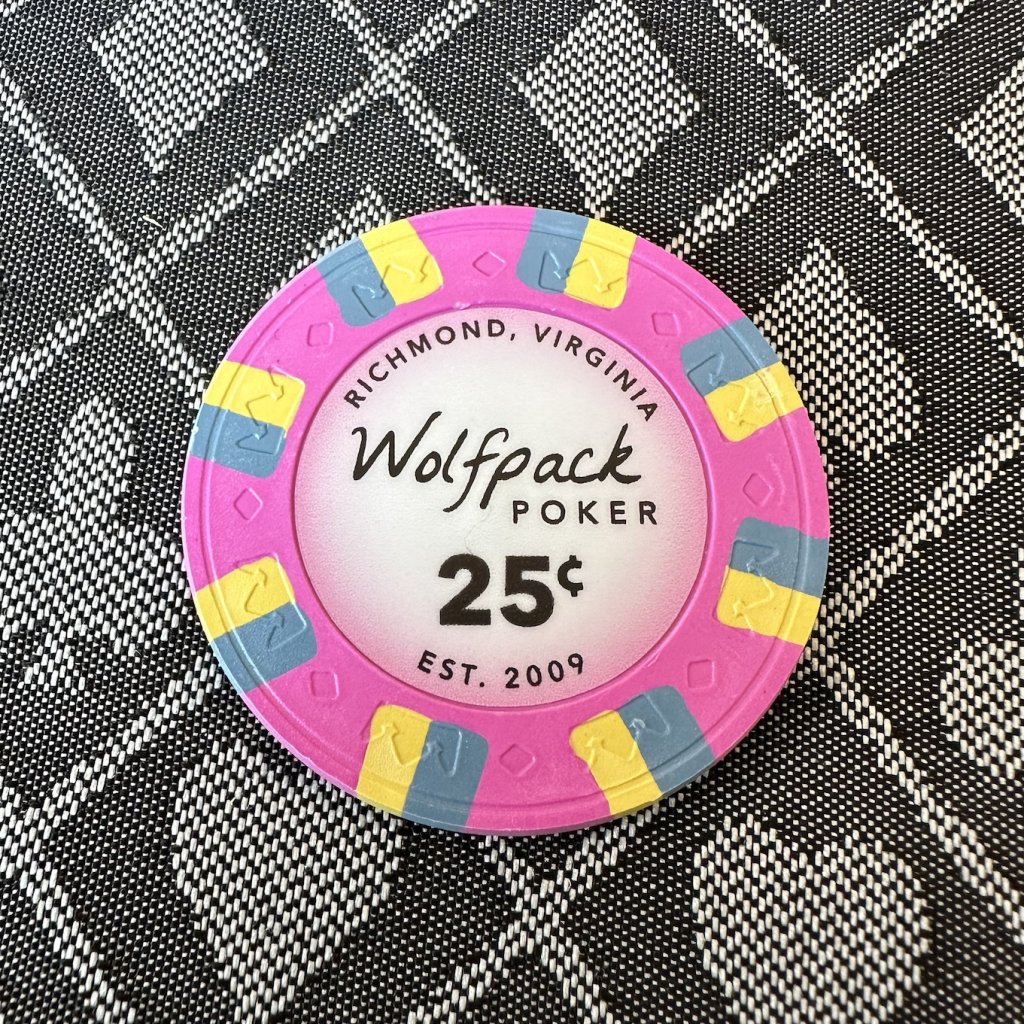 RICHMOND, VIRGINIA
Wolfpack
POKER
25¢
EST. 2009